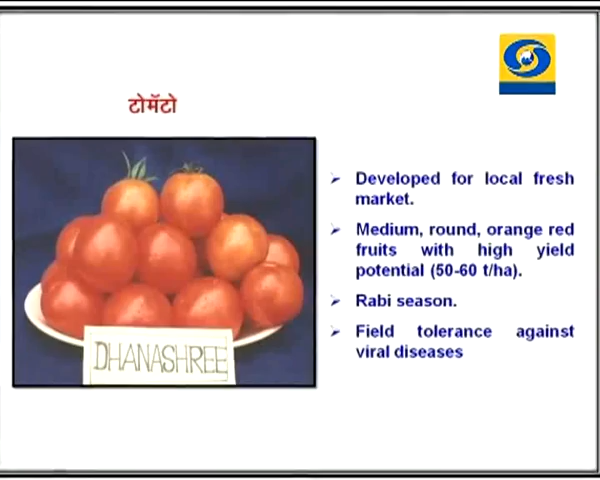 टोमॅटो
Developed for local fresh
market.
Medium, round, orange red
fruits with high yield
potential (50-60 t/ha).
Rabi season.
Field tolerance against
viral diseases
DHANASHREE